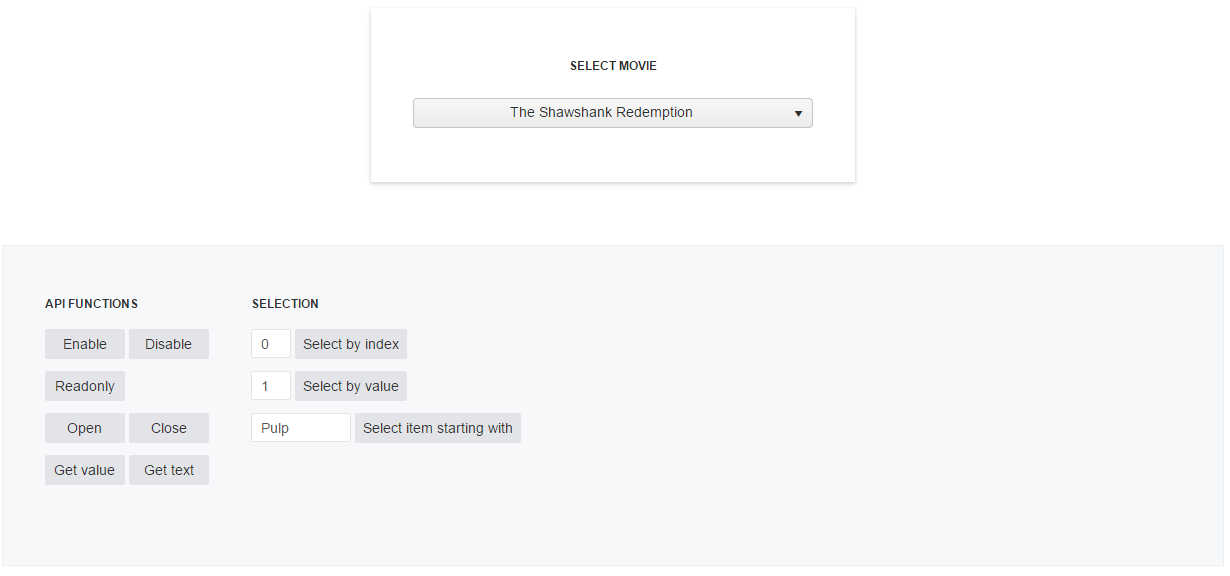 SELECT MOVIE
The Shawshank Redemption
API FUNCTIONS
Enable Disable
Readonly
Open Close
Get value Get text
SELECTION
0 Select by index
1 Select by value
Pulp Select item starting with